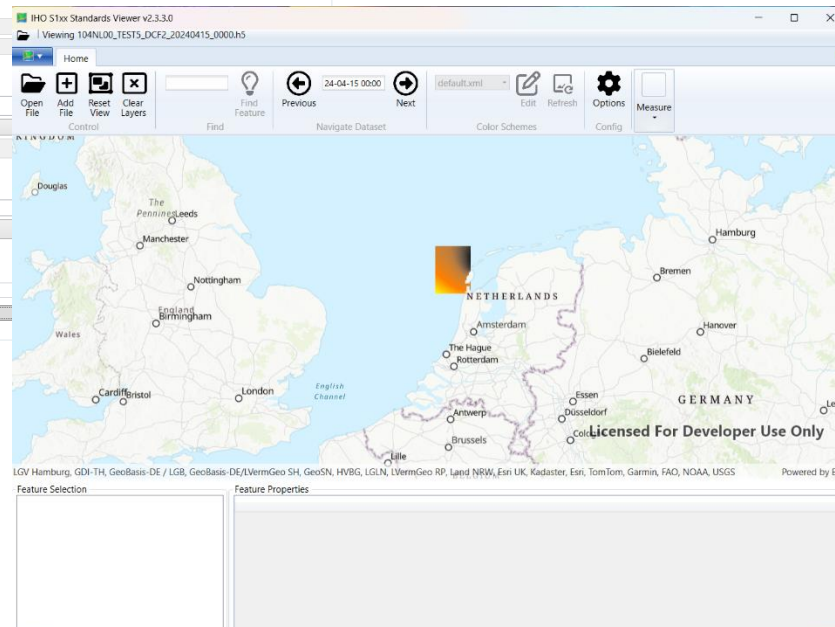 IHO S1xx Standards Viewer v2.3.3.0
Viewing 104NL00_TEST5_DCF2_20240415_0000.h5
Home
Open File
Add File
Reset View
Clear Layers
Control
Find Feature
Find
Previous
24-04-15 00:00
Next
Navigate Dataset
default.xml
Edit
Refresh
Color Schemes
Options
Config
Measure
KINGDOM
Douglas
The
Pennines
Leeds
Manchester
Hamburg
Bremen
Nottingham
NETHERLANDS
England
Birmingham
Amsterdam
Hanover
Wales
The Hague
Rotterdam
Bielefeld
Cardiff
Bristol
London
English
Channel
Essen
GERMANY
Antwerp
Düsseldorf
Licensed For Developer Use Only
Brussels
Lille
LGV Hamburg, GDI-TH, GeoBasis-DE / LGB, GeoBasis-DE/LVermGeo SH, GeoSN, HVBG, LGLN, LVermGeo RP, Land NRW, Esri UK, Kadaster, Esri, TomTom, Garmin, FAO, NOAA, USGS
Powered by E
Feature Selection
Feature Properties